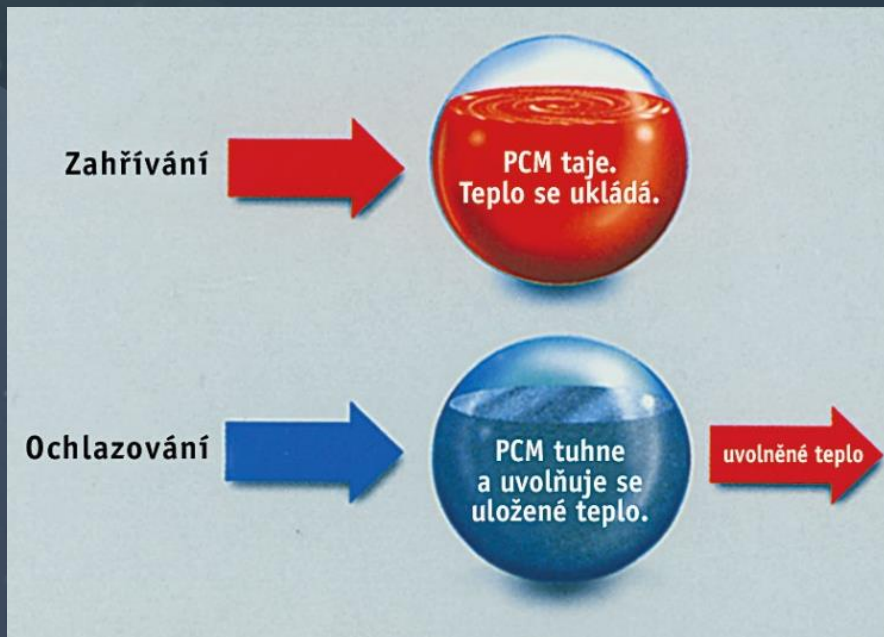 Zahřívání
PCM taje.
Teplo se ukládá.
Ochlazování
PCM tuhne
a uvolňuje se
uložené teplo.
uvolněné teplo